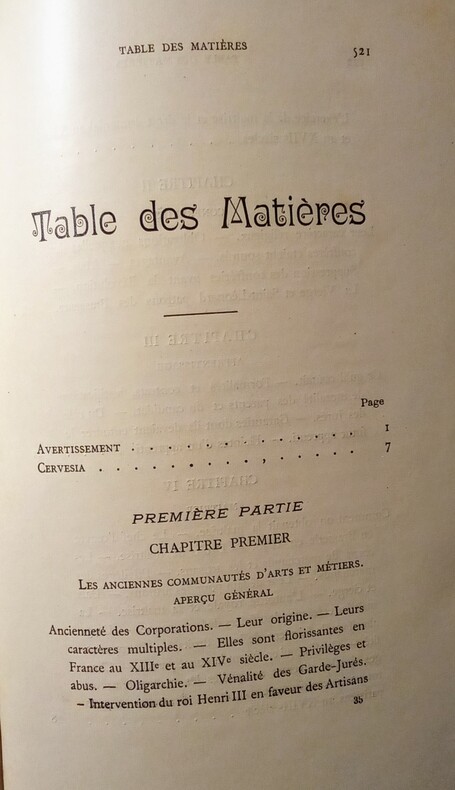 TABLE DES MATIÈRES 521
Table des Matières
Page
AVERTISSEMENT . . . . . . . . . . . . . 1
CERVESIA . . . . . . . , . . . . 7
PREMIÈRE PARTIE
CHAPITRE PREMIER
LES ANCIENNES COMMUNAUTÉS D'ARTS ET MÉTIERS.
APERÇU GÉNÉRAL
Ancienneté des Corporations. — Leur origine. — Leurs
caractères multiples. — Elles sont florissantes en
France au XIIIe et au XIVe siècle. — Privilèges et
abus. — Oligarchie. — Vénalité des Garde-Jurés.
– Intervention du roi Henri III en faveur des Artisans
35